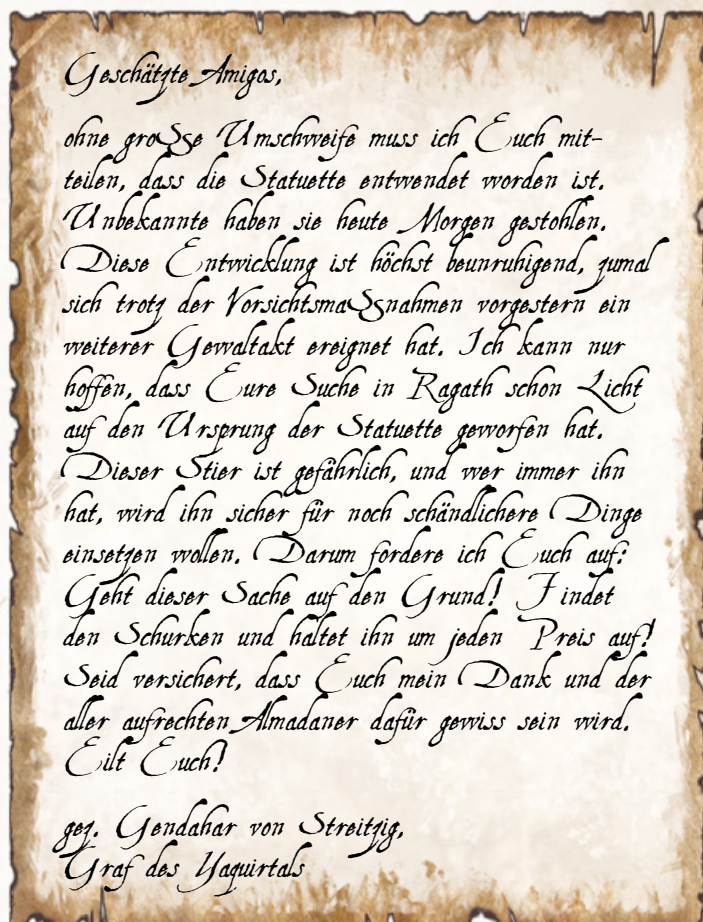 Geschätzte Amigos,
ohne große Umschweife muss ich Euch mit-
teilen, dass die Statuette entwendet worden ist.
Unbekannte haben sie heute Morgen gestohlen.
Diese Entwicklung ist höchst beunruhigend, zumal
sich trotz der Vorsichtsmaßnahmen vorgestern ein
weiterer Gewaltakt ereignet hat. Ich kann nur
hoffen, dass Eure Suche in Ragath schon Licht
auf den Ursprung der Statuette geworfen hat.
Dieser Stier ist gefährlich, und wer immer ihn
hat, wird ihn sicher für noch schändlichere Dinge
einsetzen wollen. Darum fordere ich Euch auf:
Geht dieser Sache auf den Grund! Findet
den Schurken und haltet ihn um jeden Preis auf!
Seid versichert, dass Euch mein Dank und der
aller aufrechten Almadaner dafür gewiss sein wird.
Eilt Euch!
gez. Gendahar von Streitzig,
Graf des Yaquirtals